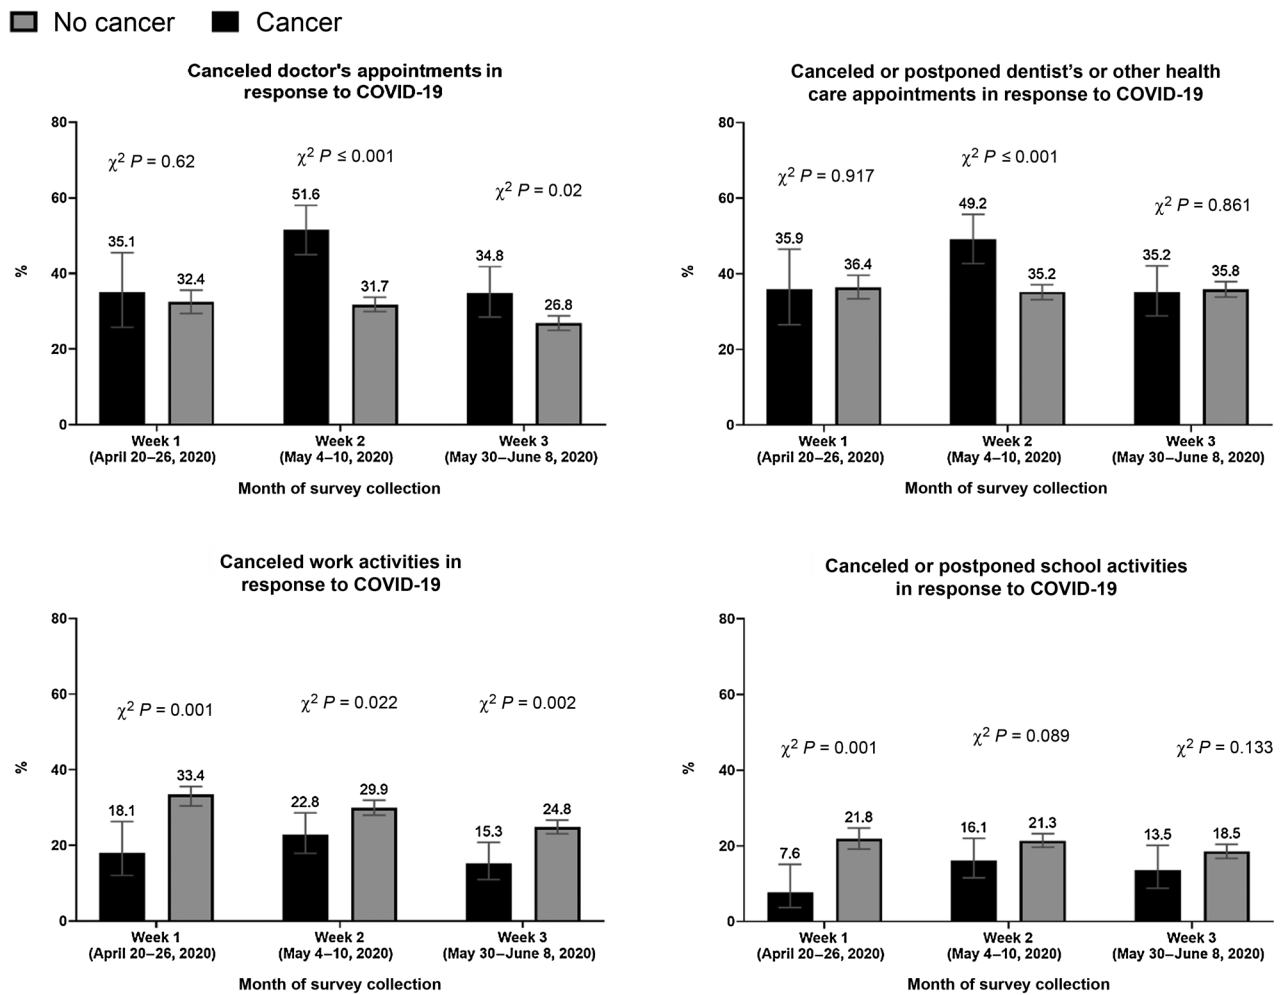 No cancer Cancer
Canceled doctor's appointments in
response to COVID-19
80
60
40
20
0
%
χ2 P = 0.62
χ2 P ≤ 0.001
χ2 P = 0.02
35.1
32.4
51.6
31.7
34.8
26.8
Week 1
(April 20–26, 2020)
Week 2
(May 4–10, 2020)
Week 3
(May 30–June 8, 2020)
Month of survey collection
Canceled or postponed dentist’s or other health
care appointments in response to COVID-19
80
60
40
20
0
%
χ2 P = 0.917
χ2 P ≤ 0.001
χ2 P = 0.861
35.9
36.4
49.2
35.2
35.2
35.8
Week 1
(April 20–26, 2020)
Week 2
(May 4–10, 2020)
Week 3
(May 30–June 8, 2020)
Month of survey collection
Canceled work activities in
response to COVID-19
80
60
40
20
0
%
χ2 P = 0.001
χ2 P = 0.022
χ2 P = 0.002
18.1
33.4
22.8
29.9
15.3
24.8
Week 1
(April 20–26, 2020)
Week 2
(May 4–10, 2020)
Week 3
(May 30–June 8, 2020)
Month of survey collection
Canceled or postponed school activities
in response to COVID-19
80
60
40
20
0
%
χ2 P = 0.001
χ2 P = 0.089
χ2 P = 0.133
7.6
21.8
16.1
21.3
13.5
18.5
Week 1
(April 20–26, 2020)
Week 2
(May 4–10, 2020)
Week 3
(May 30–June 8, 2020)
Month of survey collection